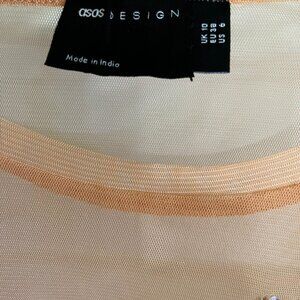 asos DESIGN
Made in India
UK 10
EU 38
US 6